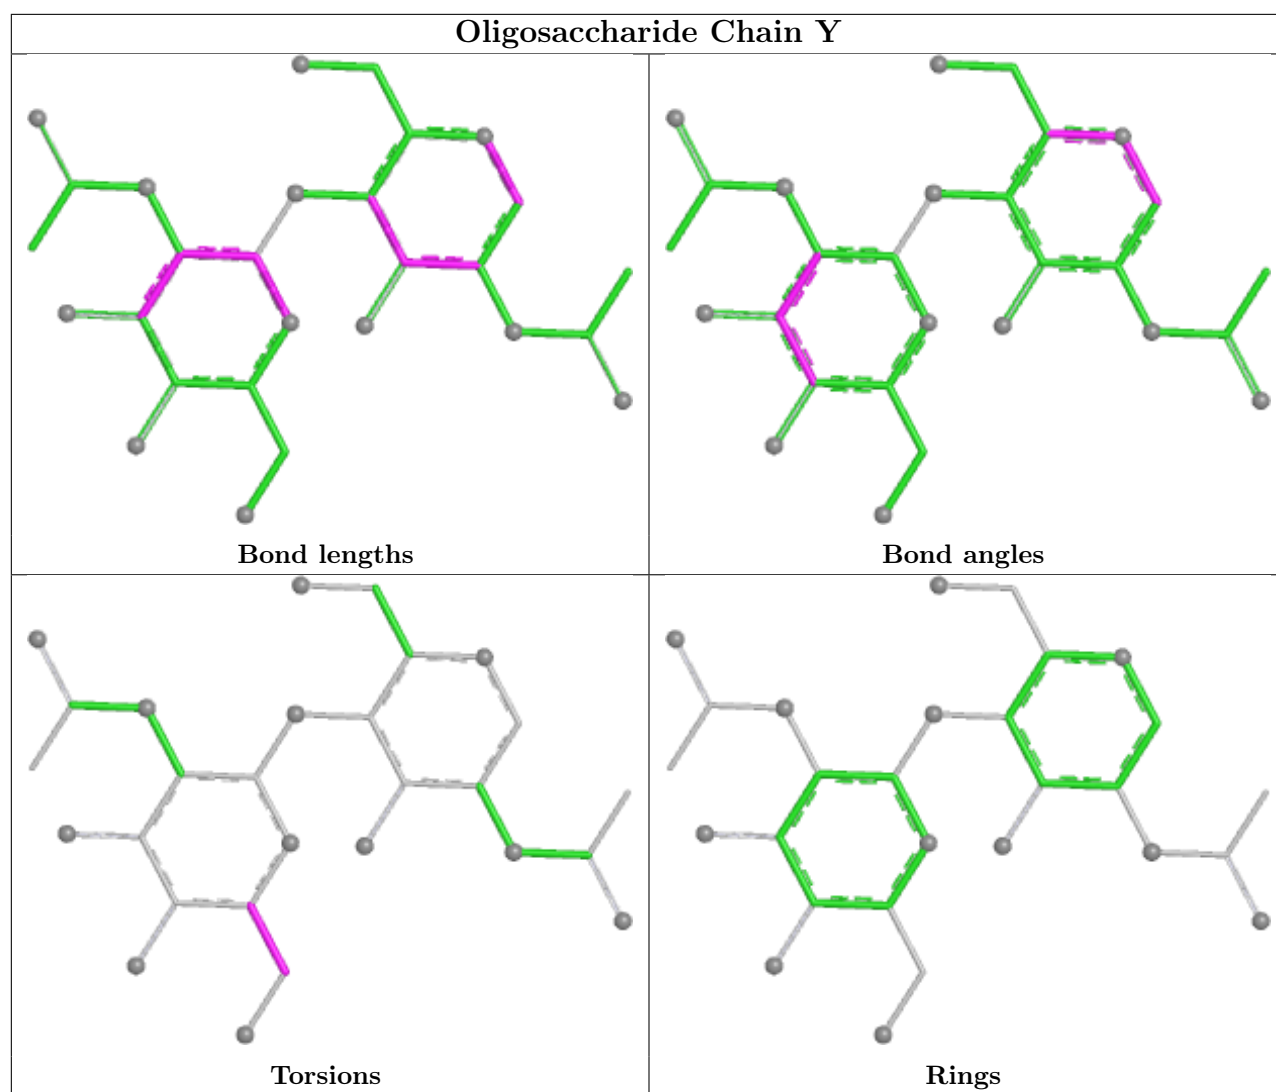 Oligosaccharide Chain Y
Bond lengths
Bond angles
Torsions
Rings